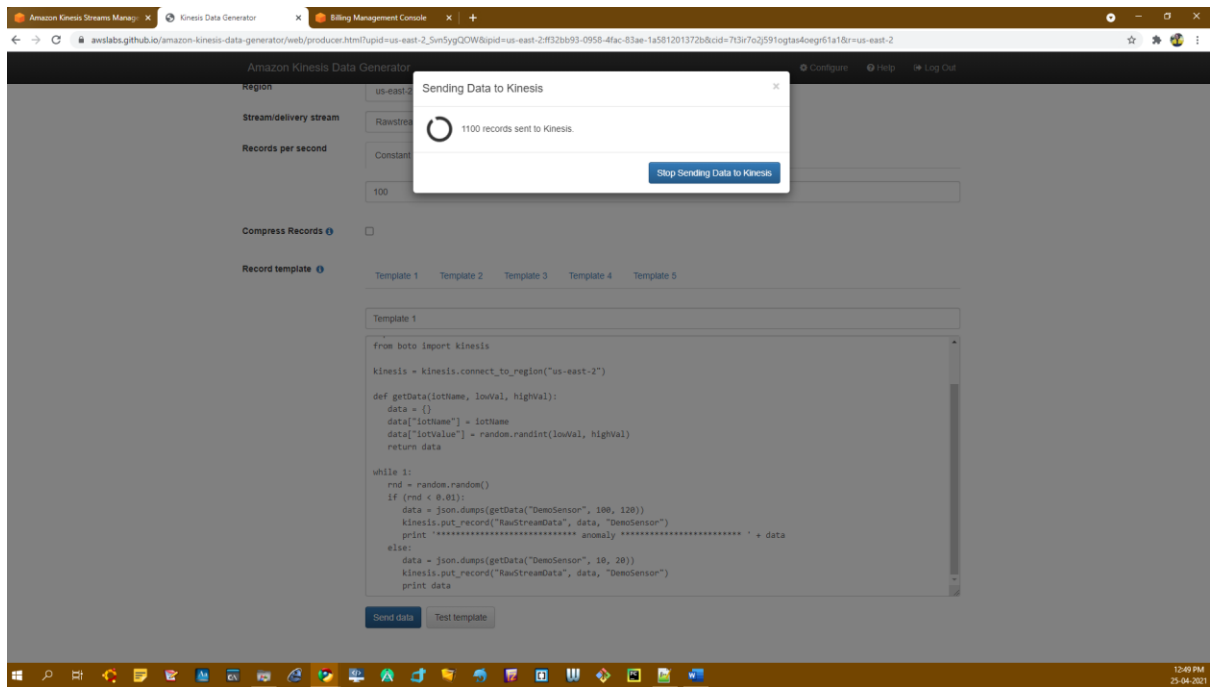 Amazon Kinesis Streams Manag
Kinesis Data Generator
Billing Management Console
awslabs.github.io/amazon-kinesis-data-generator/web/producer.html?upid=us-east-2_Svn5ygQOW&ipid=us-east-2:ff32bb93-0958-4fac-83ae-1a581201372b&cid=7t3ir7o2j591ogtas4oegr61a1&r=us-east-2
Amazon Kinesis Data Generator
Configure
Help
Log Out
Sending Data to Kinesis
1100 records sent to Kinesis.
Stop Sending Data to Kinesis
Region
us-east-2
Stream/delivery stream
Rawstrea
Records per second
Constant
100
Compress Records
Record template
Template 1
Template 2
Template 3
Template 4
Template 5
Template 1
from boto import kinesis
kinesis = kinesis.connect_to_region("us-east-2")
def getData(iotName, lowVal, highVal):
data = {}
data["iotName"] = iotName
data["iotValue"] = random.randint(lowVal, highVal)
return data
while 1:
rnd = random.random()
if (rnd < 0.01):
data = json.dumps(getData("DemoSensor", 100, 120))
kinesis.put_record("RawStreamData", data, "DemoSensor")
print '***************************** anomaly ************************* ' + data
else:
data = json.dumps(getData("DemoSensor", 10, 20))
kinesis.put_record("RawStreamData", data, "DemoSensor")
print data
Send data
Test template
12:49 PM
25-04-2021